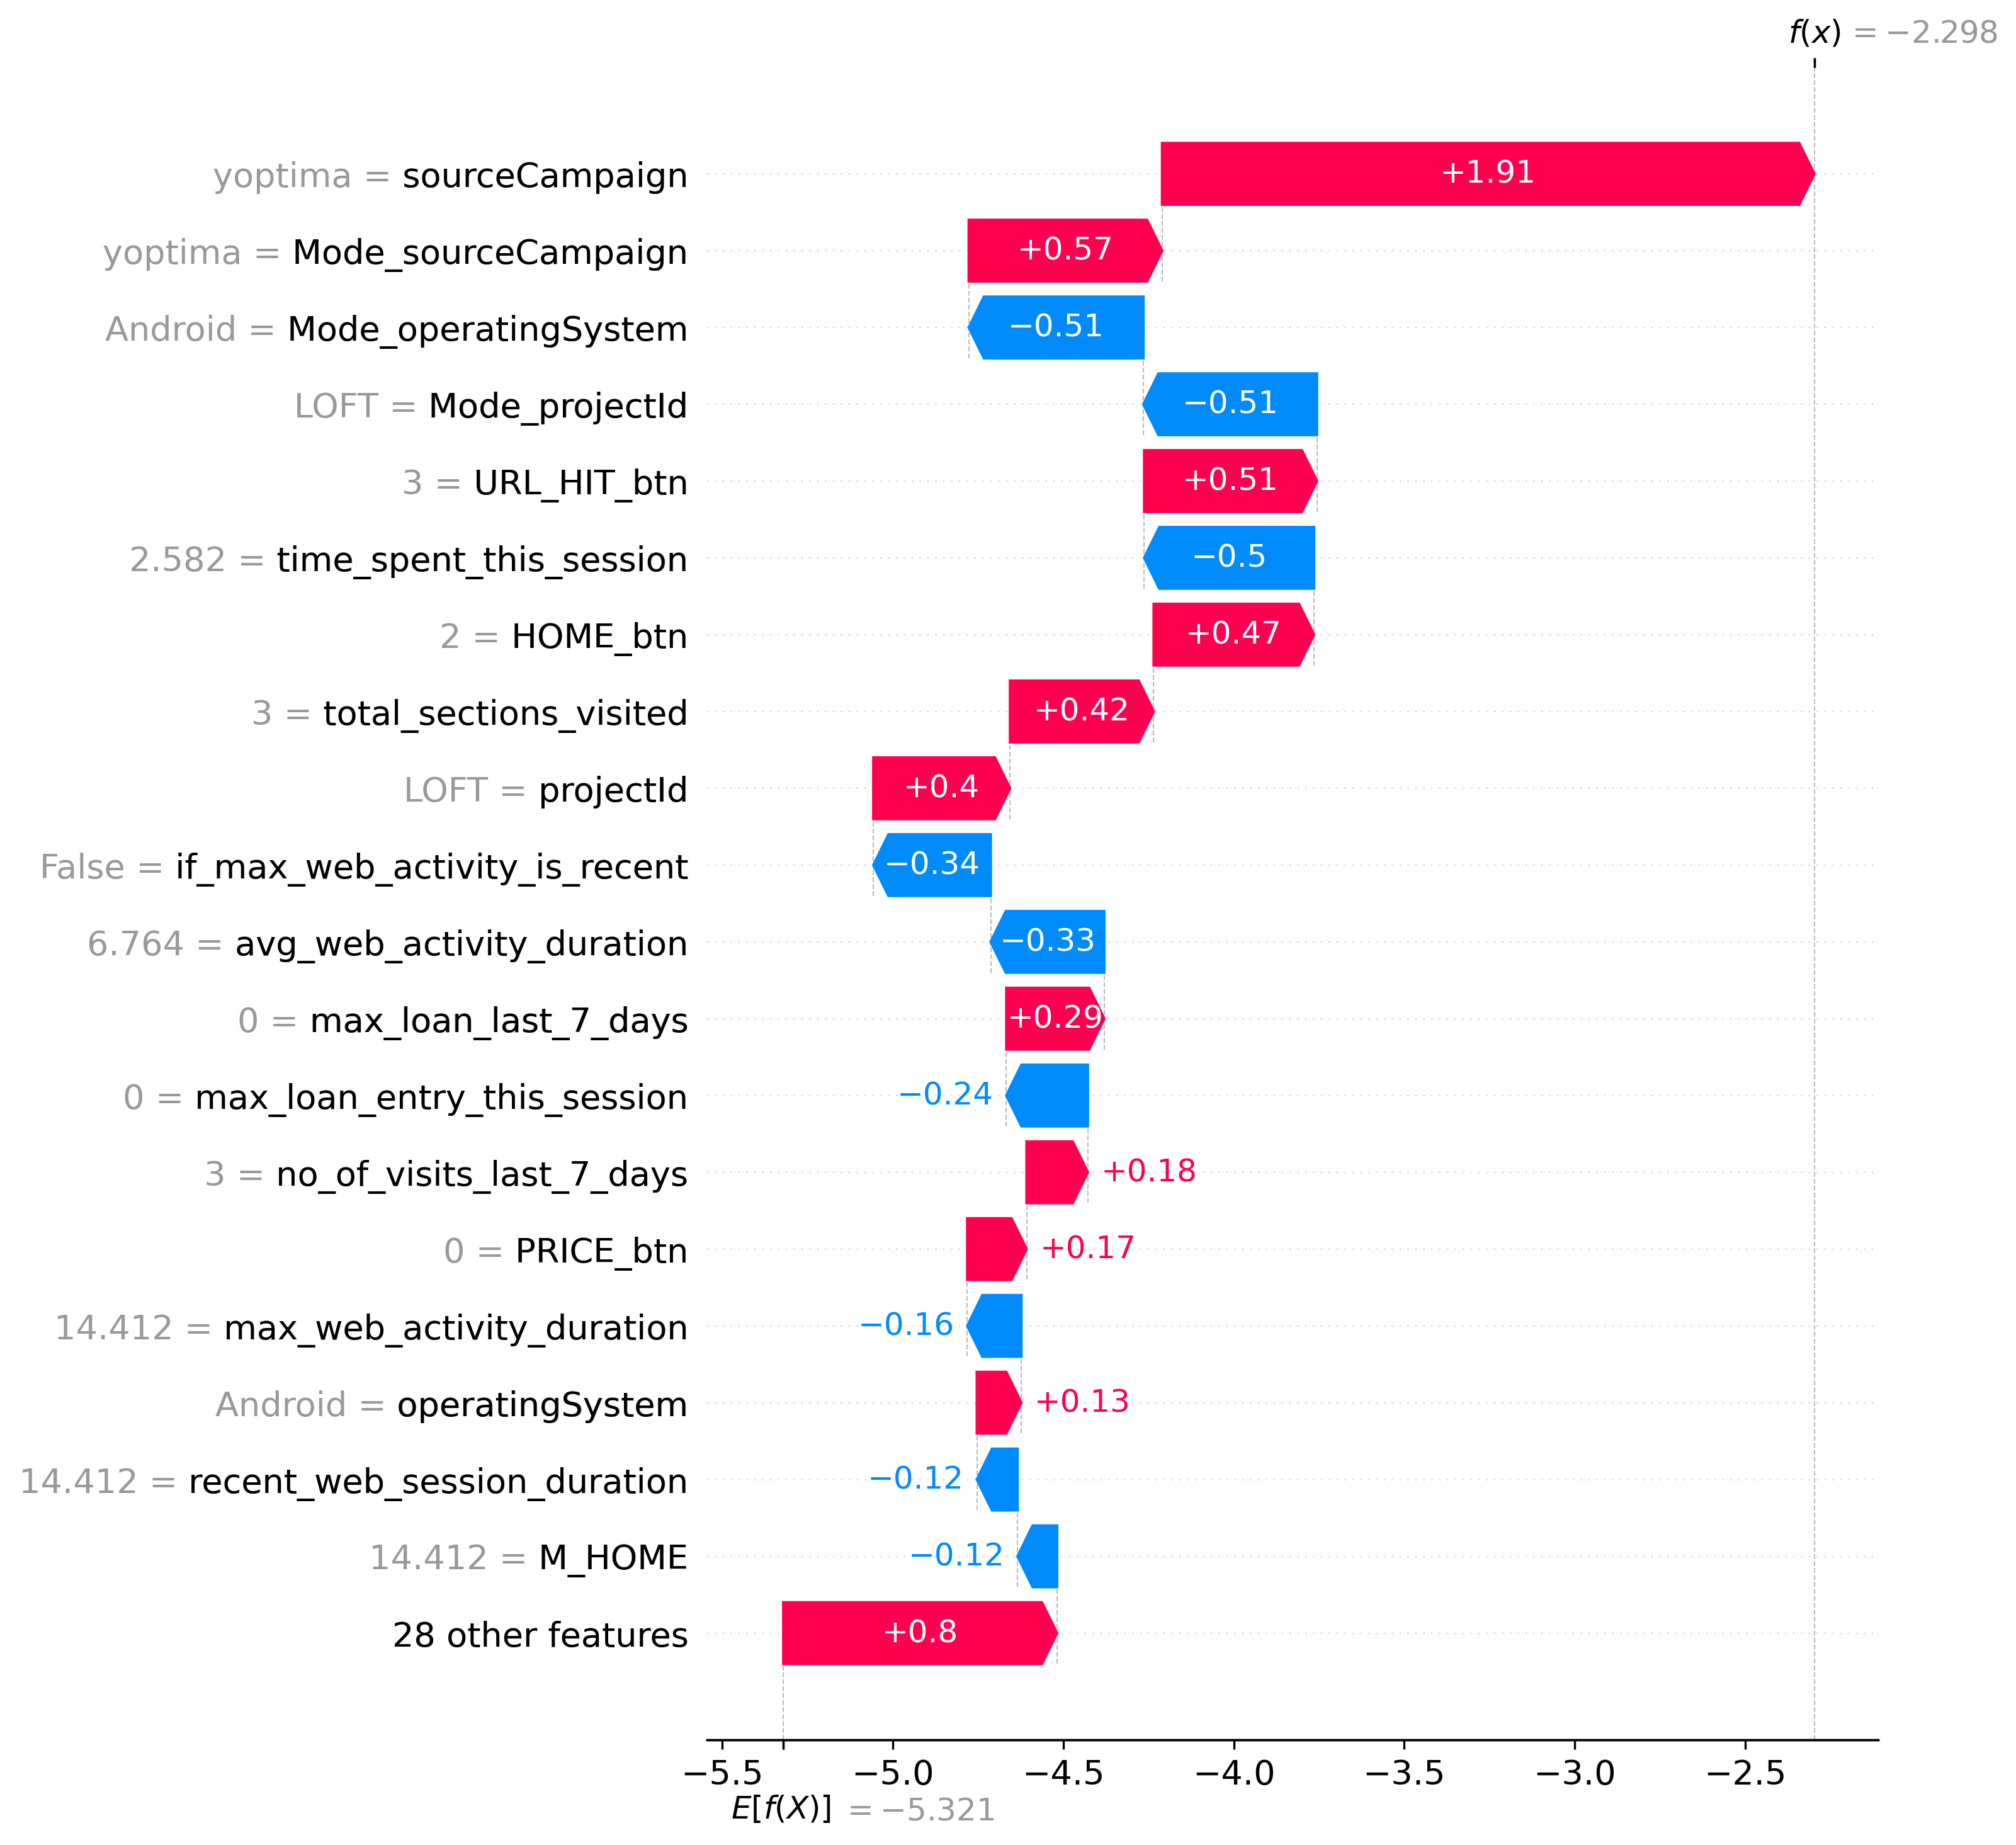 f(x) = −2.298
yoptima = sourceCampaign +1.91
yoptima = Mode_sourceCampaign +0.57
Android = Mode_operatingSystem −0.51
LOFT = Mode_projectId −0.51
3 = URL_HIT_btn +0.51
2.582 = time_spent_this_session −0.5
2 = HOME_btn +0.47
3 = total_sections_visited +0.42
LOFT = projectId +0.4
False = if_max_web_activity_is_recent −0.34
6.764 = avg_web_activity_duration −0.33
0 = max_loan_last_7_days +0.29
0 = max_loan_entry_this_session −0.24
3 = no_of_visits_last_7_days +0.18
0 = PRICE_btn +0.17
14.412 = max_web_activity_duration −0.16
Android = operatingSystem +0.13
14.412 = recent_web_session_duration −0.12
14.412 = M_HOME −0.12
28 other features +0.8
−5.5 −5.0 −4.5 −4.0 −3.5 −3.0 −2.5
E[f(X)] = −5.321